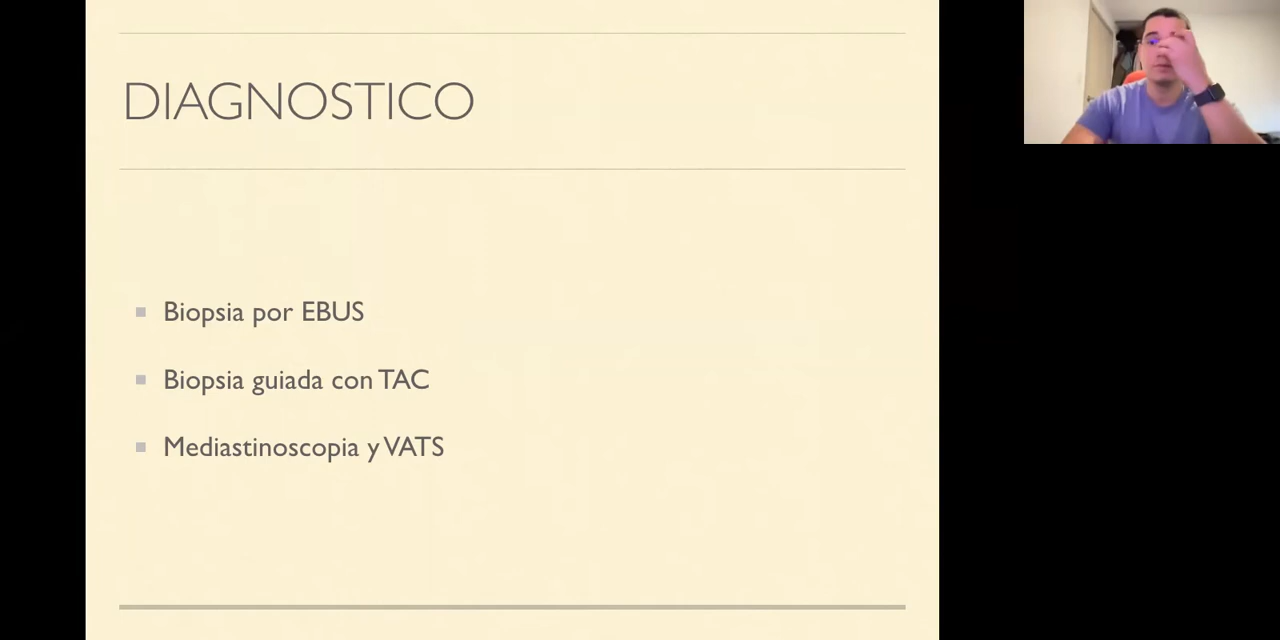 DIAGNOSTICO
Biopsia por EBUS
Biopsia guiada con TAC
Mediastinoscopia y VATS